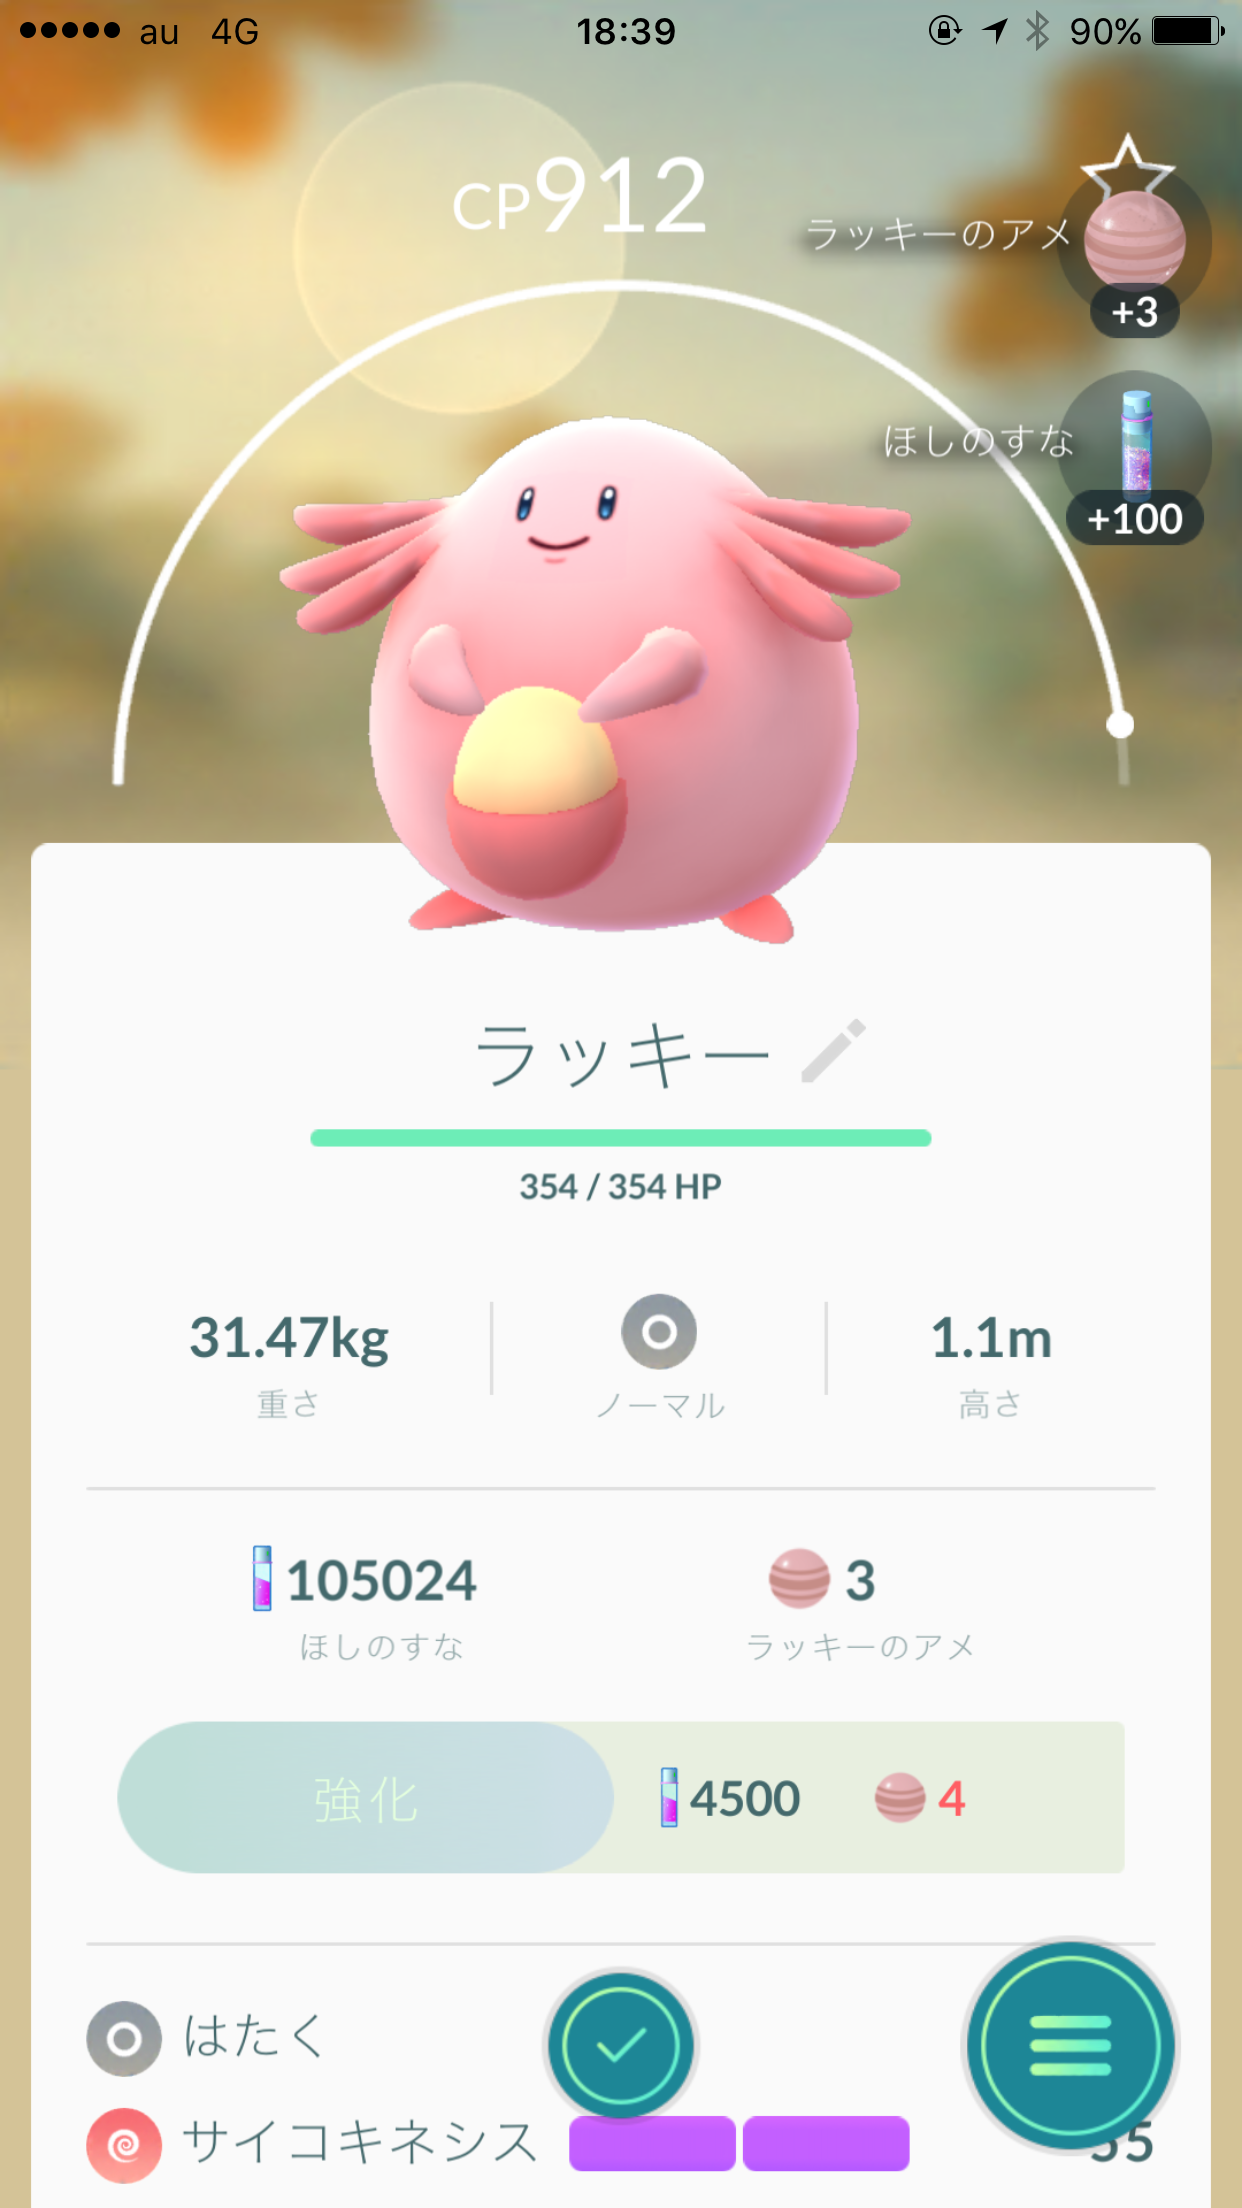 au 4G 18:39 90%
CP912
ラッキーのアメ
+3
ほしのすな
+100
ラッキー
354 / 354 HP
31.47kg ノーマル 1.1m
重さ 高さ
105024 3
ほしのすな ラッキーのアメ
強化 4500 4
はたく
サイコキネシス